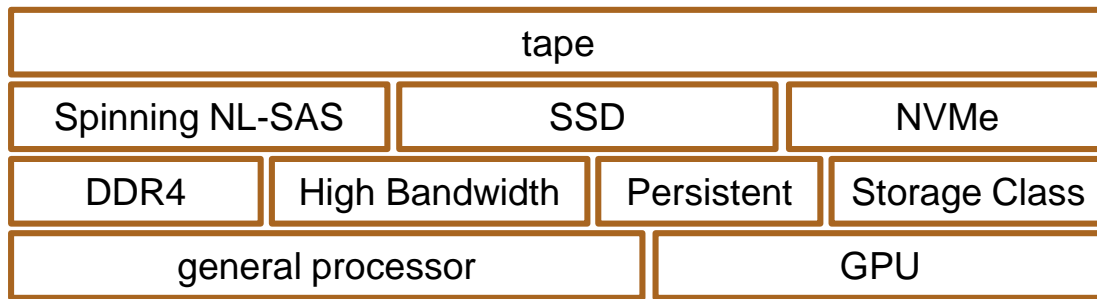 tape
Spinning NL-SAS SSD NVMe
DDR4 High Bandwidth Persistent Storage Class
general processor GPU